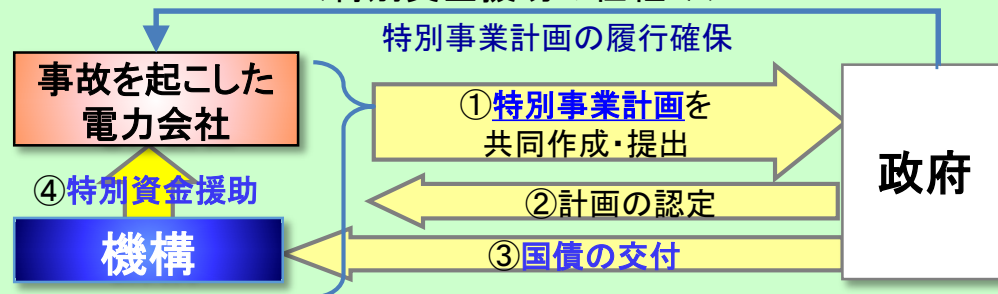 特別事業計画の履行確保
事故を起こした
電力会社
①特別事業計画を
共同作成・提出
政府
②計画の認定
④特別資金援助
機構
③国債の交付